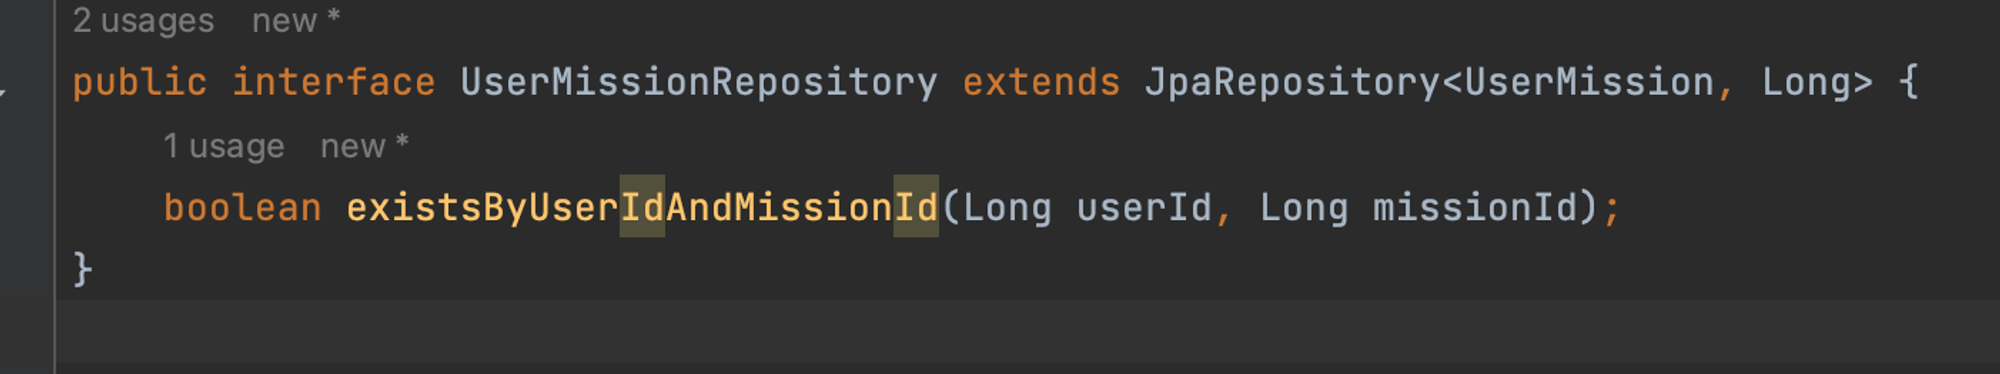 2 usages   new *
public interface UserMissionRepository extends JpaRepository<UserMission, Long> {
    1 usage   new *
    boolean existsByUserIdAndMissionId(Long userId, Long missionId);
}